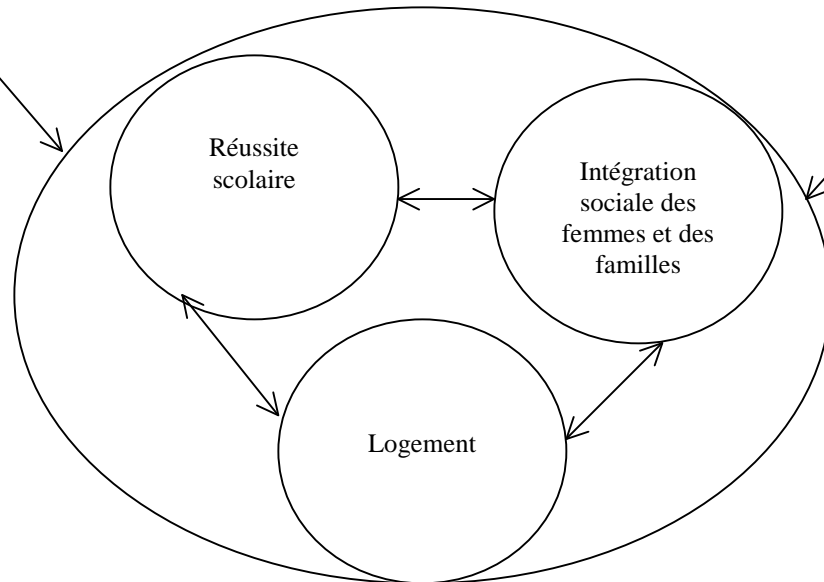 Réussite
scolaire
Intégration
sociale des
femmes et des
familles
Logement